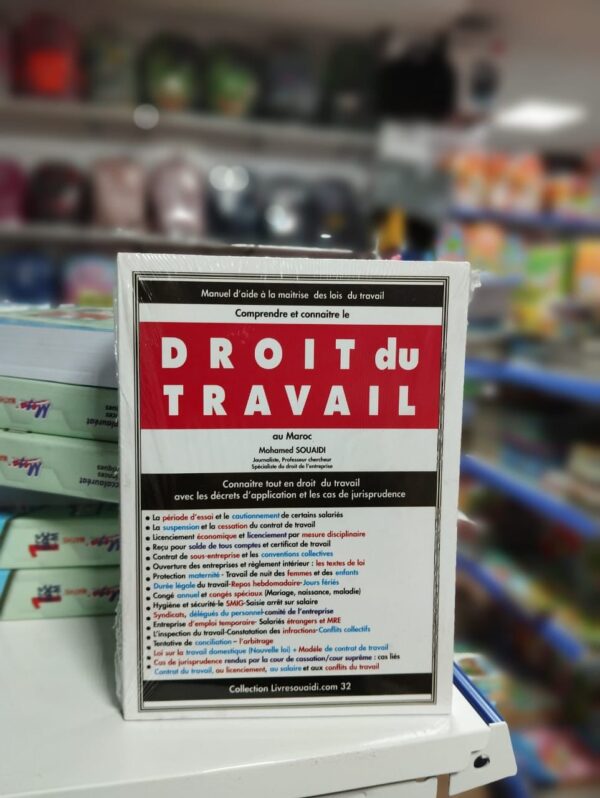 Manuel d'aide à la maitrise des lois du travail
Comprendre et connaitre le
DROIT du
TRAVAIL
au Maroc
Mohamed SOUAIDI
Journaliste, Professeur chercheur
Spécialiste du droit de l'entreprise
Connaitre tout en droit du travail
avec les décrets d'application et les cas de jurisprudence
• La période d'essai et le cautionnement de certains salariés
• La suspension et la cessation du contrat de travail
• Licenciement économique et licenciement par mesure disciplinaire
• Reçu pour solde de tous comptes et certificat de travail
• Contrat de sous-entreprise et les conventions collectives
• Ouverture des entreprises et règlement intérieur : les textes de loi
• Protection maternité - Travail de nuit des femmes et des enfants
• Durée légale du travail-Repos hebdomadaire-Jours fériés
• Congé annuel et congés spéciaux (Mariage, naissance, maladie)
• Hygiène et sécurité-le SMIG-Saisie arrêt sur salaire
• Syndicats, délégués du personnel-comité de l'entreprise
• Entreprise d'emploi temporaire- Salariés étrangers et MRE
• L'inspection du travail-Constatation des infractions-Conflits collectifs
• Tentative de conciliation – l'arbitrage
• Loi sur la travail domestique (Nouvelle loi) + Modèle de contrat de travail
• Cas de jurisprudence rendus par la cour de cassation/cour suprême : cas liés
Contrat du travail, au licenciement, au salaire et aux conflits du travail
Collection Livresouaidi.com 32
Mega
Mega